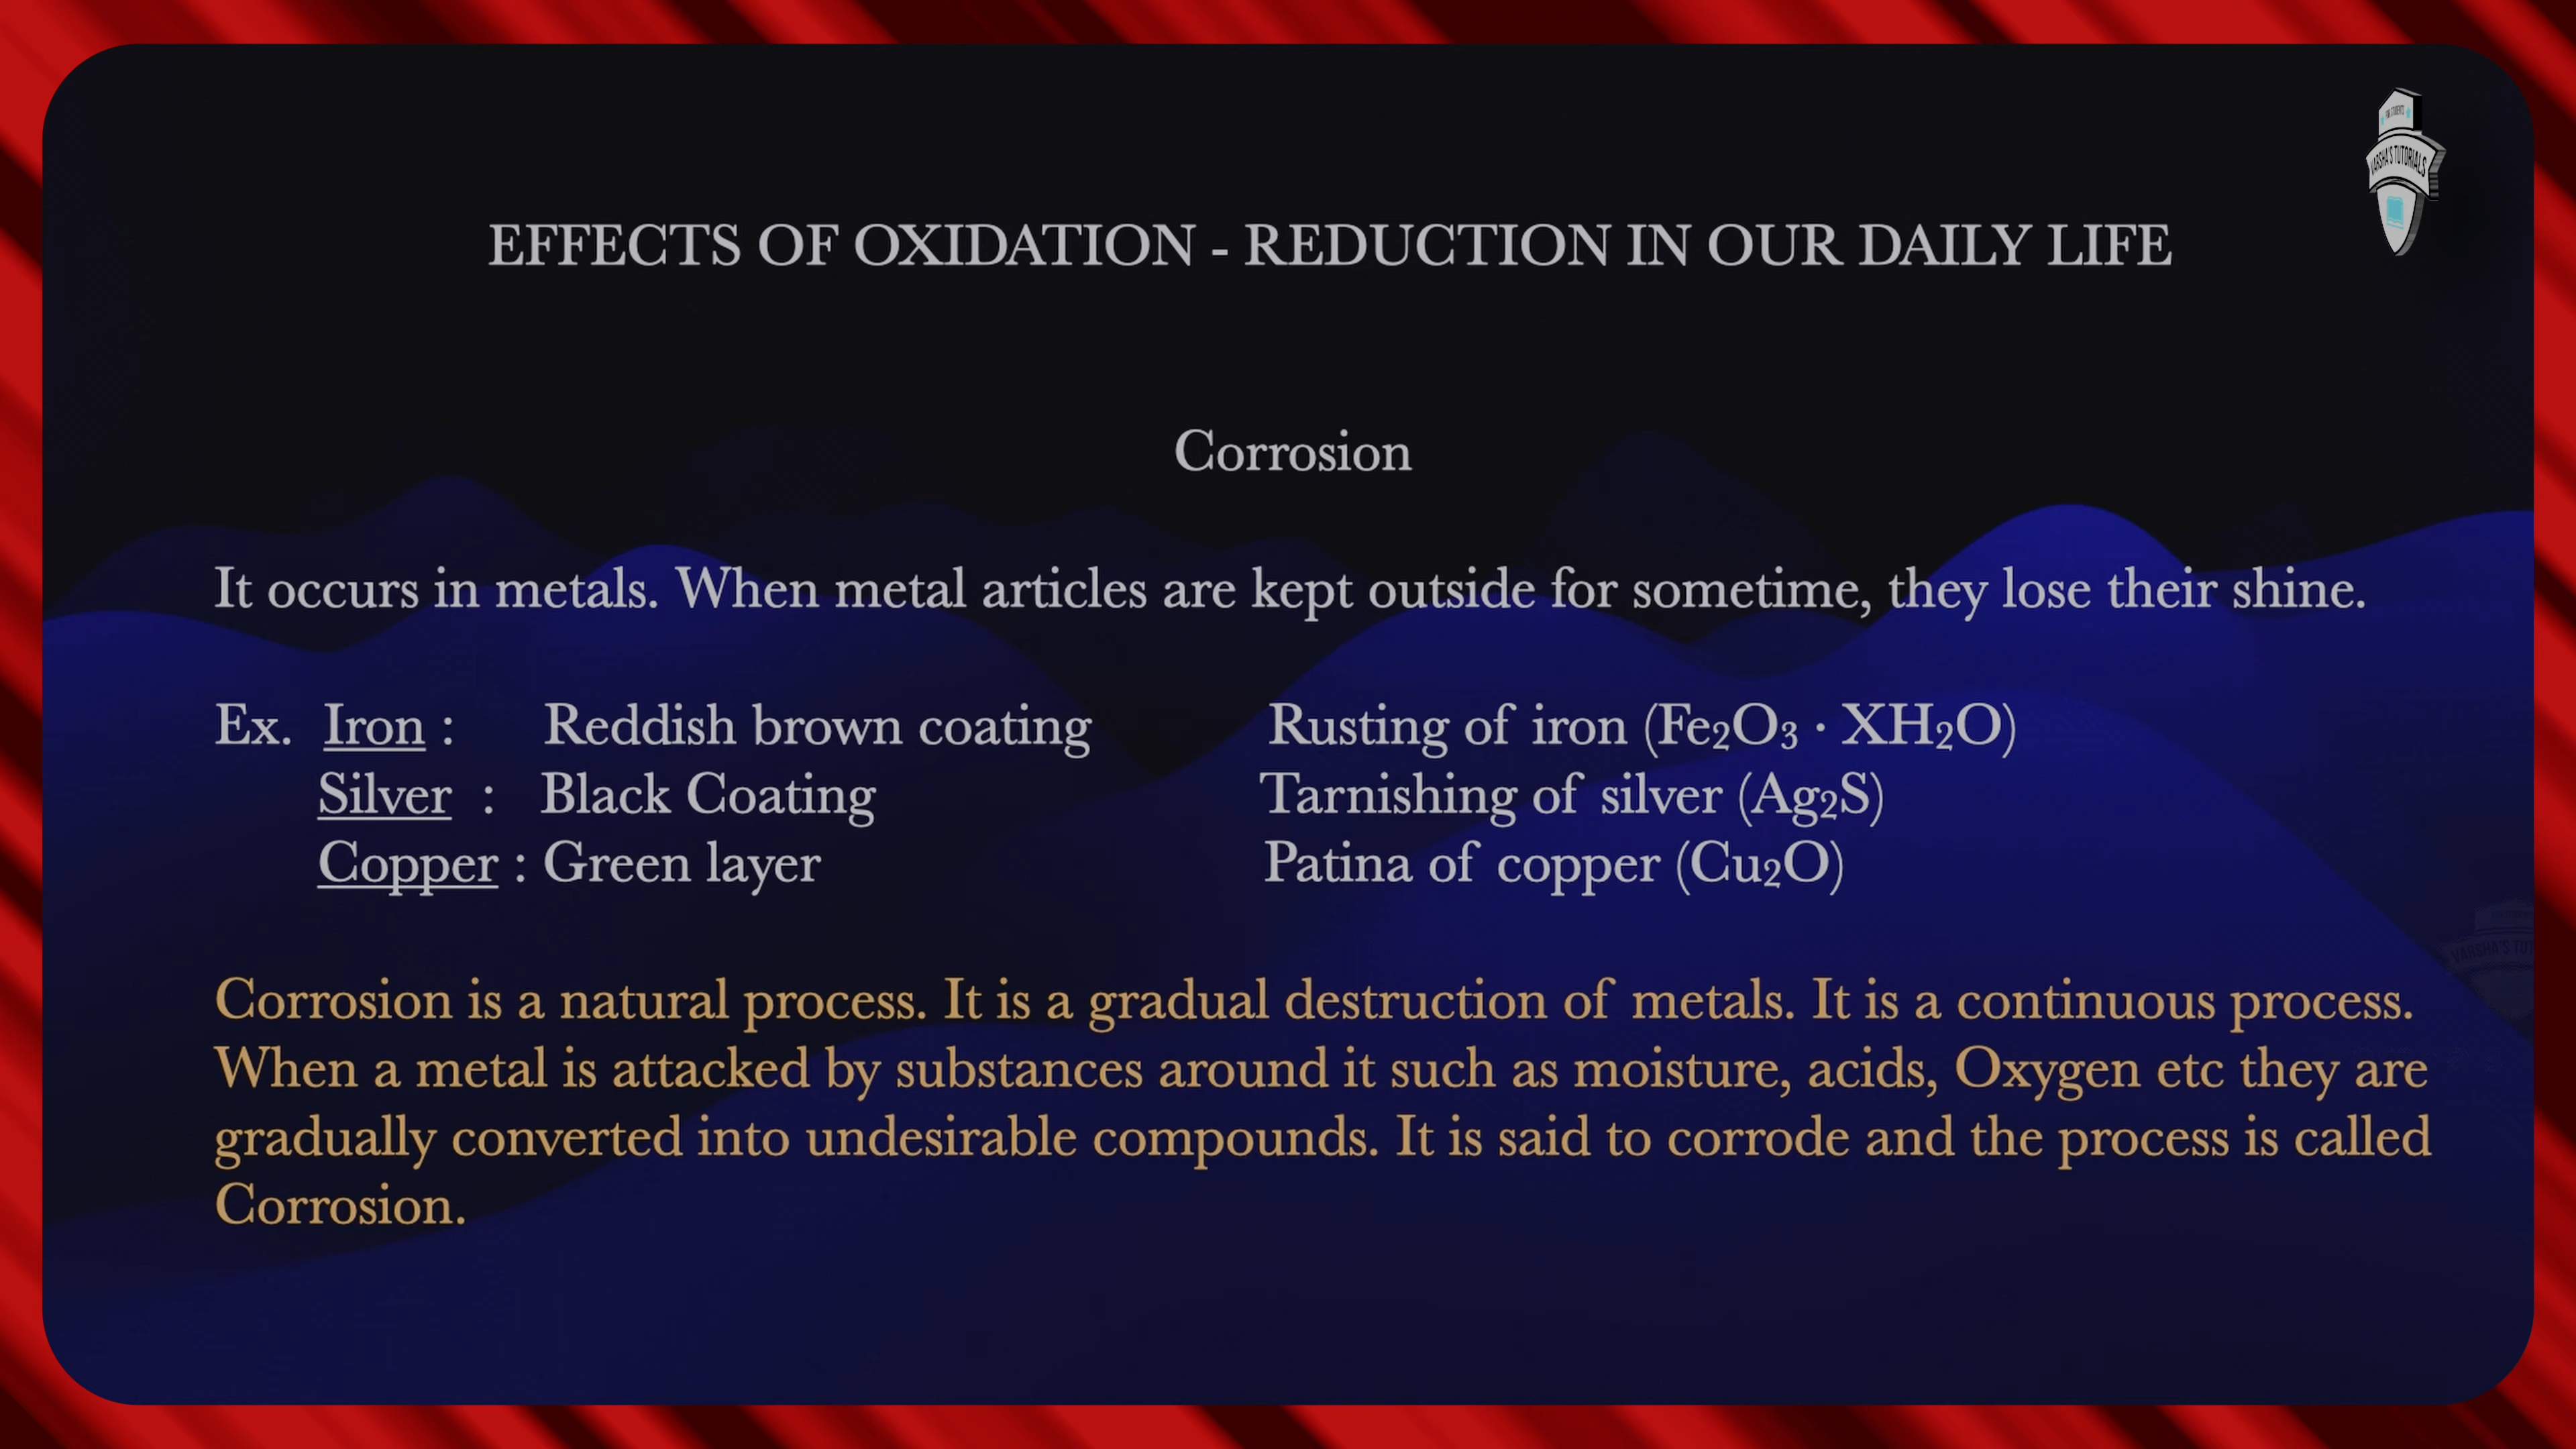 VARSHA'S TUTORIALS
EFFECTS OF OXIDATION - REDUCTION IN OUR DAILY LIFE
Corrosion
It occurs in metals. When metal articles are kept outside for sometime, they lose their shine.
Ex. Iron : Reddish brown coating Rusting of iron (Fe₂O₃ · XH₂O)
Silver : Black Coating Tarnishing of silver (Ag₂S)
Copper : Green layer Patina of copper (Cu₂O)
Corrosion is a natural process. It is a gradual destruction of metals. It is a continuous process.
When a metal is attacked by substances around it such as moisture, acids, Oxygen etc they are
gradually converted into undesirable compounds. It is said to corrode and the process is called
Corrosion.